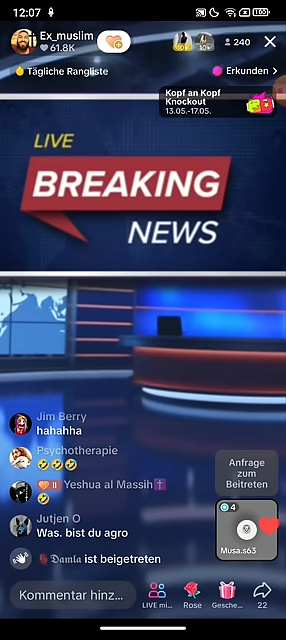 12:07
100
Ex_muslim
61.8K
10+
240
Tägliche Rangliste
Erkunden >
Kopf an Kopf
Knockout
13.05.-17.05.
LIVE
BREAKING
NEWS
Jim Berry
hahahha
Psychotherapie
Yeshua al Massih
Jutjen O
Was. bist du agro
𝔇𝔞𝔪𝔩𝔞 ist beigetreten
Anfrage
zum
Beitreten
4
Musa.s63
Kommentar hinz...
LIVE mi...
Rose
Gesche...
22